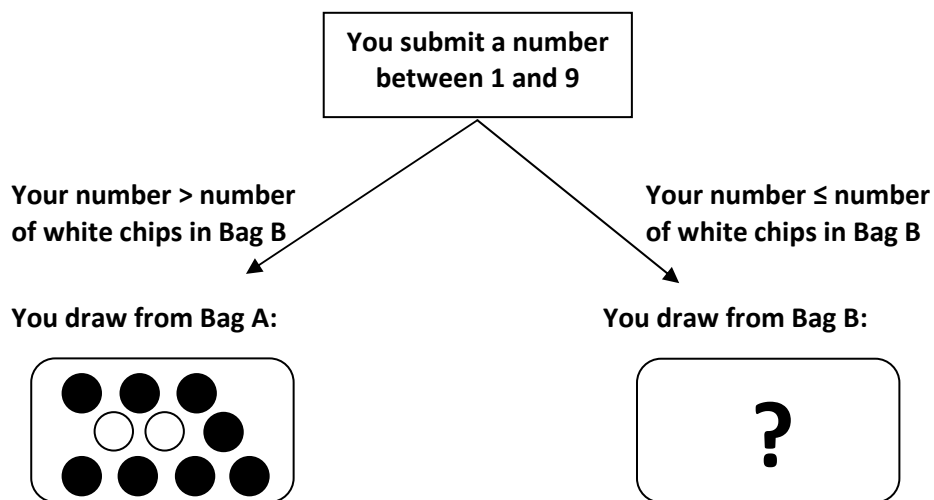 You submit a number
between 1 and 9
Your number > number
of white chips in Bag B
Your number ≤ number
of white chips in Bag B
You draw from Bag A:
You draw from Bag B:
?